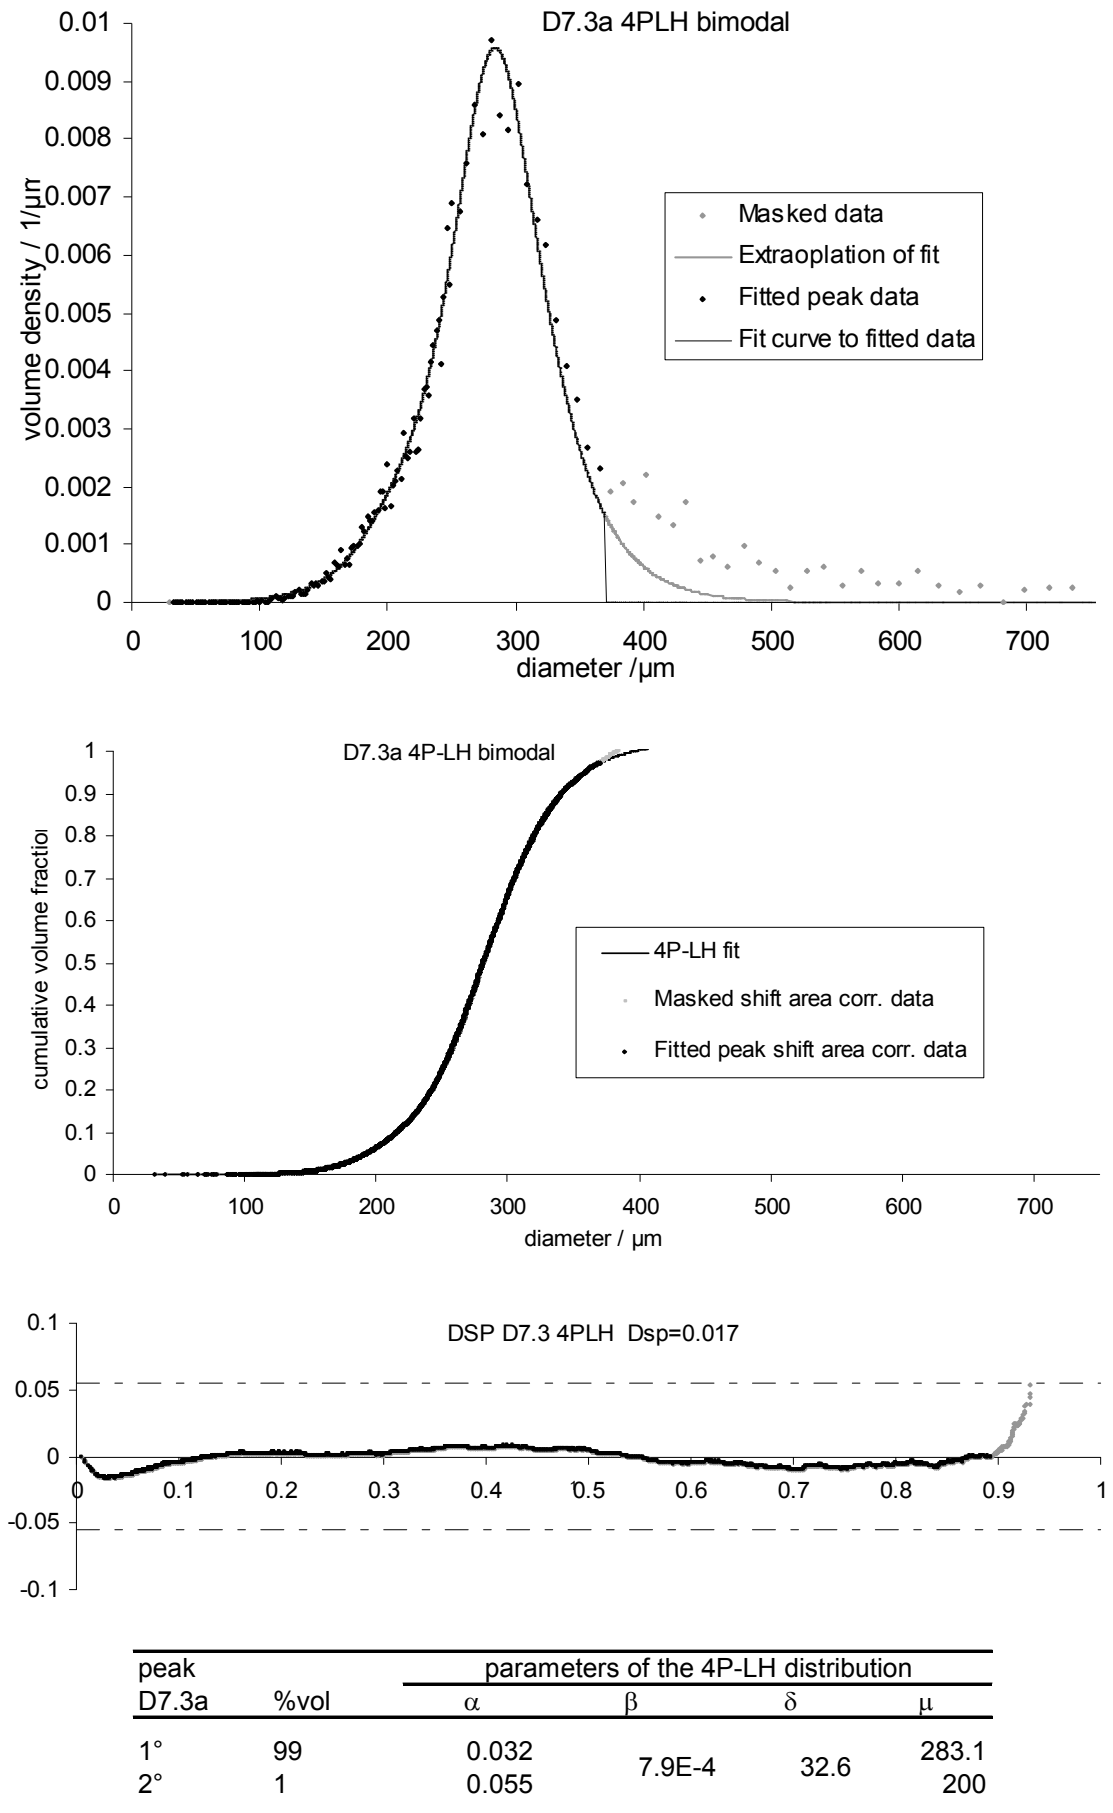 D7.3a 4PLH bimodal
0.01
0.009
0.008
0.007
0.006
0.005
0.004
0.003
0.002
0.001
0
volume density / 1/µm
Masked data
Extraoplation of fit
Fitted peak data
Fit curve to fitted data
0 100 200 300 400 500 600 700
diameter /µm
D7.3a 4P-LH bimodal
1
0.9
0.8
0.7
0.6
0.5
0.4
0.3
0.2
0.1
0
cumulative volume fraction
4P-LH fit
Masked shift area corr. data
Fitted peak shift area corr. data
0 100 200 300 400 500 600 700
diameter / µm
DSP D7.3 4PLH Dsp=0.017
0.1
0.05
0
-0.05
-0.1
0 0.1 0.2 0.3 0.4 0.5 0.6 0.7 0.8 0.9 1
peak parameters of the 4P-LH distribution
D7.3a %vol α β δ μ
1° 99 0.032 283.1
7.9E-4 32.6
2° 1 0.055 200